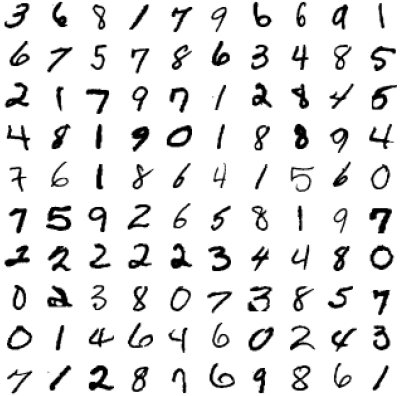 3 6 8 1 7 9 6 6 9 1
6 7 5 7 8 6 3 4 8 5
2 1 7 9 7 1 2 8 4 5
4 8 1 9 0 1 8 8 9 4
7 6 1 8 6 4 1 5 6 0
7 5 9 2 6 5 8 1 9 7
2 2 2 2 2 3 4 4 8 0
0 2 3 8 0 7 3 8 5 7
0 1 4 6 4 6 0 2 4 3
7 1 2 8 7 6 9 8 6 1